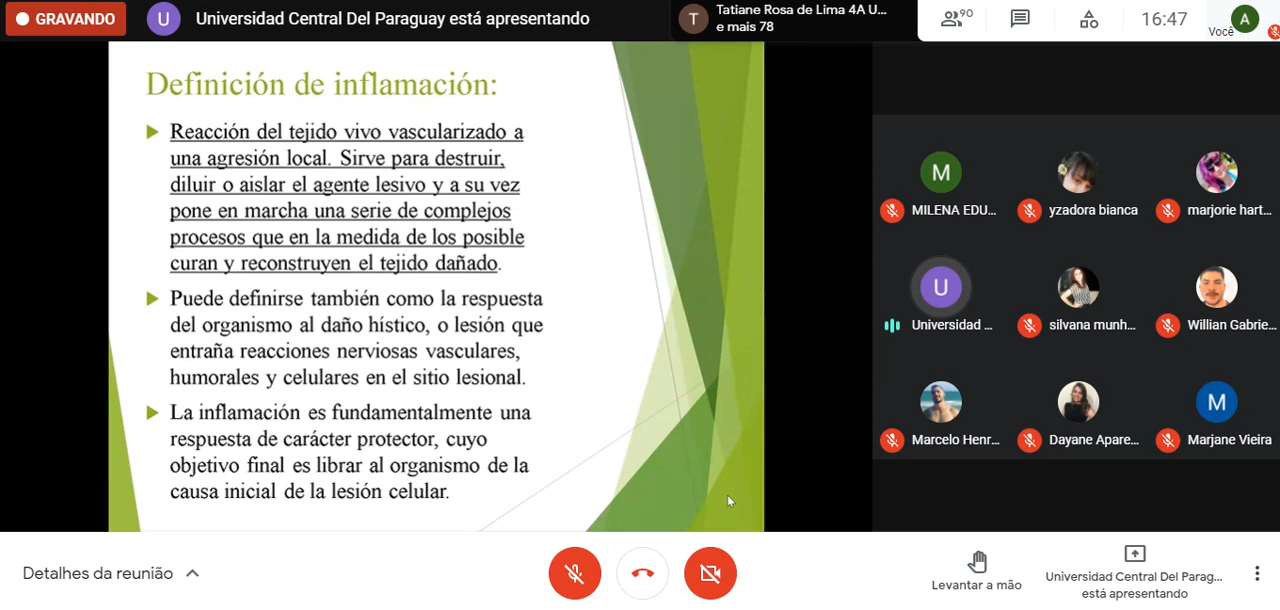 GRAVANDO
U
Universidad Central Del Paraguay está apresentando
T
Tatiane Rosa de Lima 4A U...
e mais 78
90
16:47
Você
A
Definición de inflamación:
Reacción del tejido vivo vascularizado a
una agresión local. Sirve para destruir,
diluir o aislar el agente lesivo y a su vez
pone en marcha una serie de complejos
procesos que en la medida de los posible
curan y reconstruyen el tejido dañado.
Puede definirse también como la respuesta
del organismo al daño hístico, o lesión que
entraña reacciones nerviosas vasculares,
humorales y celulares en el sitio lesional.
La inflamación es fundamentalmente una
respuesta de carácter protector, cuyo
objetivo final es librar al organismo de la
causa inicial de la lesión celular.
M
MILENA EDU...
yzadora bianca
marjorie hart...
U
Universidad ...
silvana munh...
Willian Gabrie...
Marcelo Henr...
Dayane Apare...
M
Marjane Vieira
Detalhes da reunião
Levantar a mão
Universidad Central Del Parag...
está apresentando